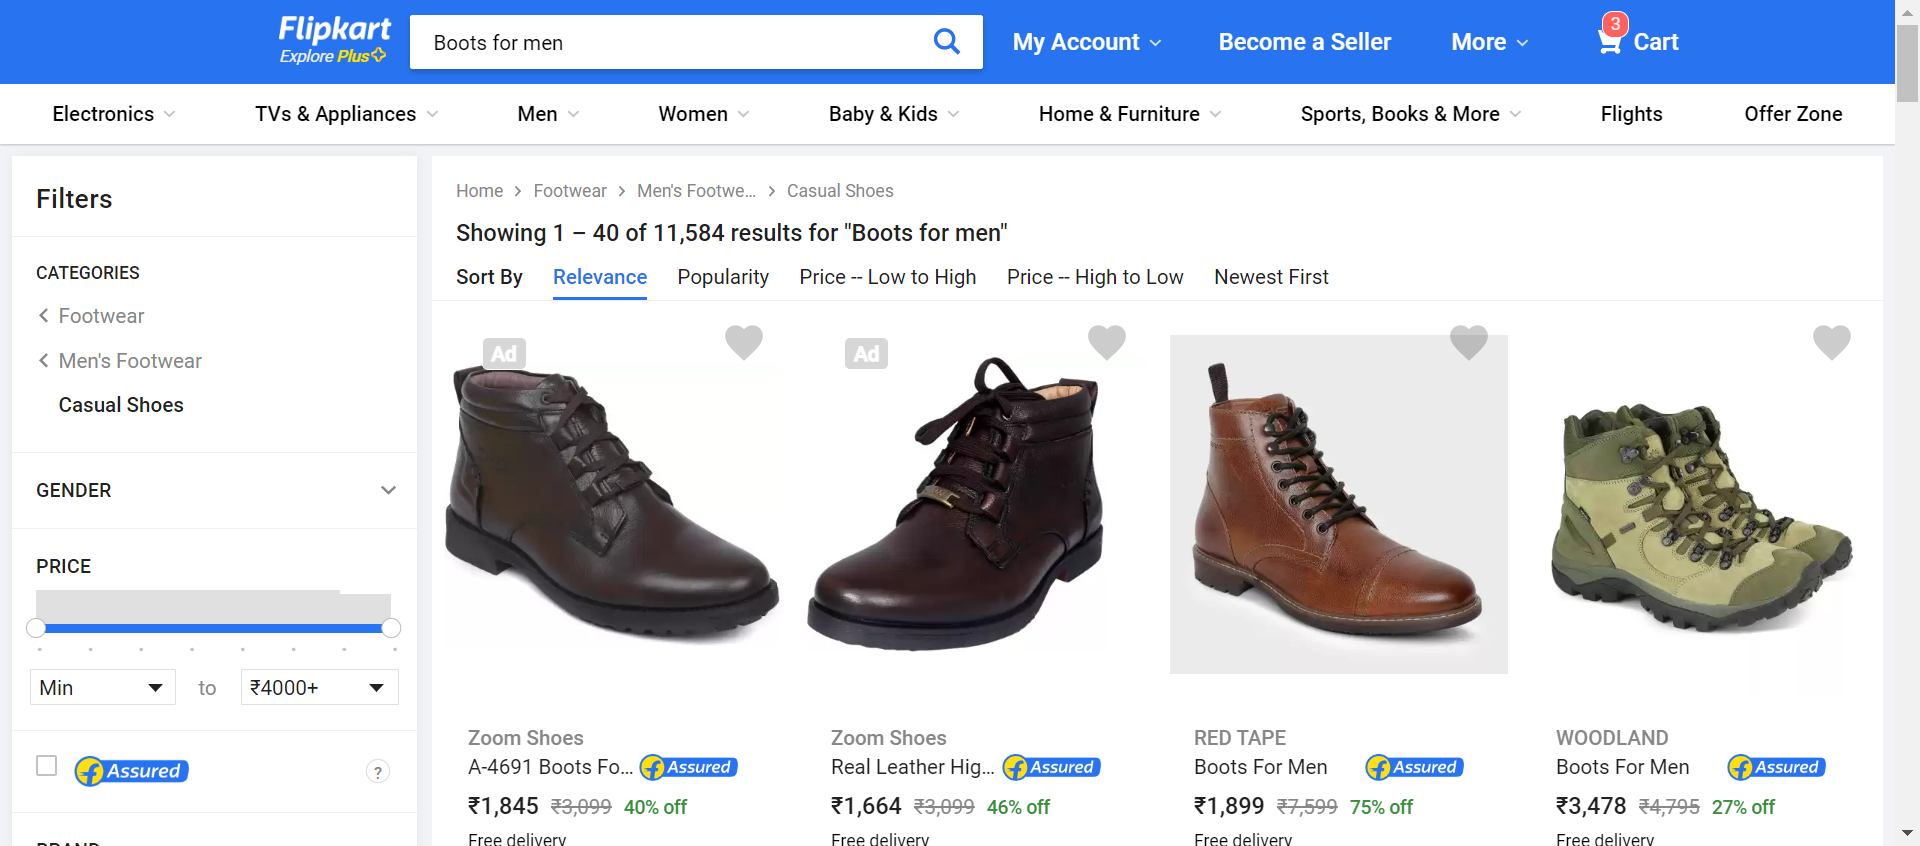 Flipkart
Explore Plus
Boots for men
My Account
Become a Seller
More
3
Cart
Electronics
TVs & Appliances
Men
Women
Baby & Kids
Home & Furniture
Sports, Books & More
Flights
Offer Zone
Filters
CATEGORIES
Footwear
Men's Footwear
Casual Shoes
GENDER
PRICE
Min
to
₹4000+
Assured
?
BRAND
Home
Footwear
Men's Footwe...
Casual Shoes
Showing 1 – 40 of 11,584 results for "Boots for men"
Sort By
Relevance
Popularity
Price -- Low to High
Price -- High to Low
Newest First
Ad
Zoom Shoes
A-4691 Boots Fo...
Assured
₹1,845 ₹3,099 40% off
Free delivery
Ad
Zoom Shoes
Real Leather Hig...
Assured
₹1,664 ₹3,099 46% off
Free delivery
RED TAPE
Boots For Men
Assured
₹1,899 ₹7,599 75% off
Free delivery
WOODLAND
Boots For Men
Assured
₹3,478 ₹4,795 27% off
Free delivery